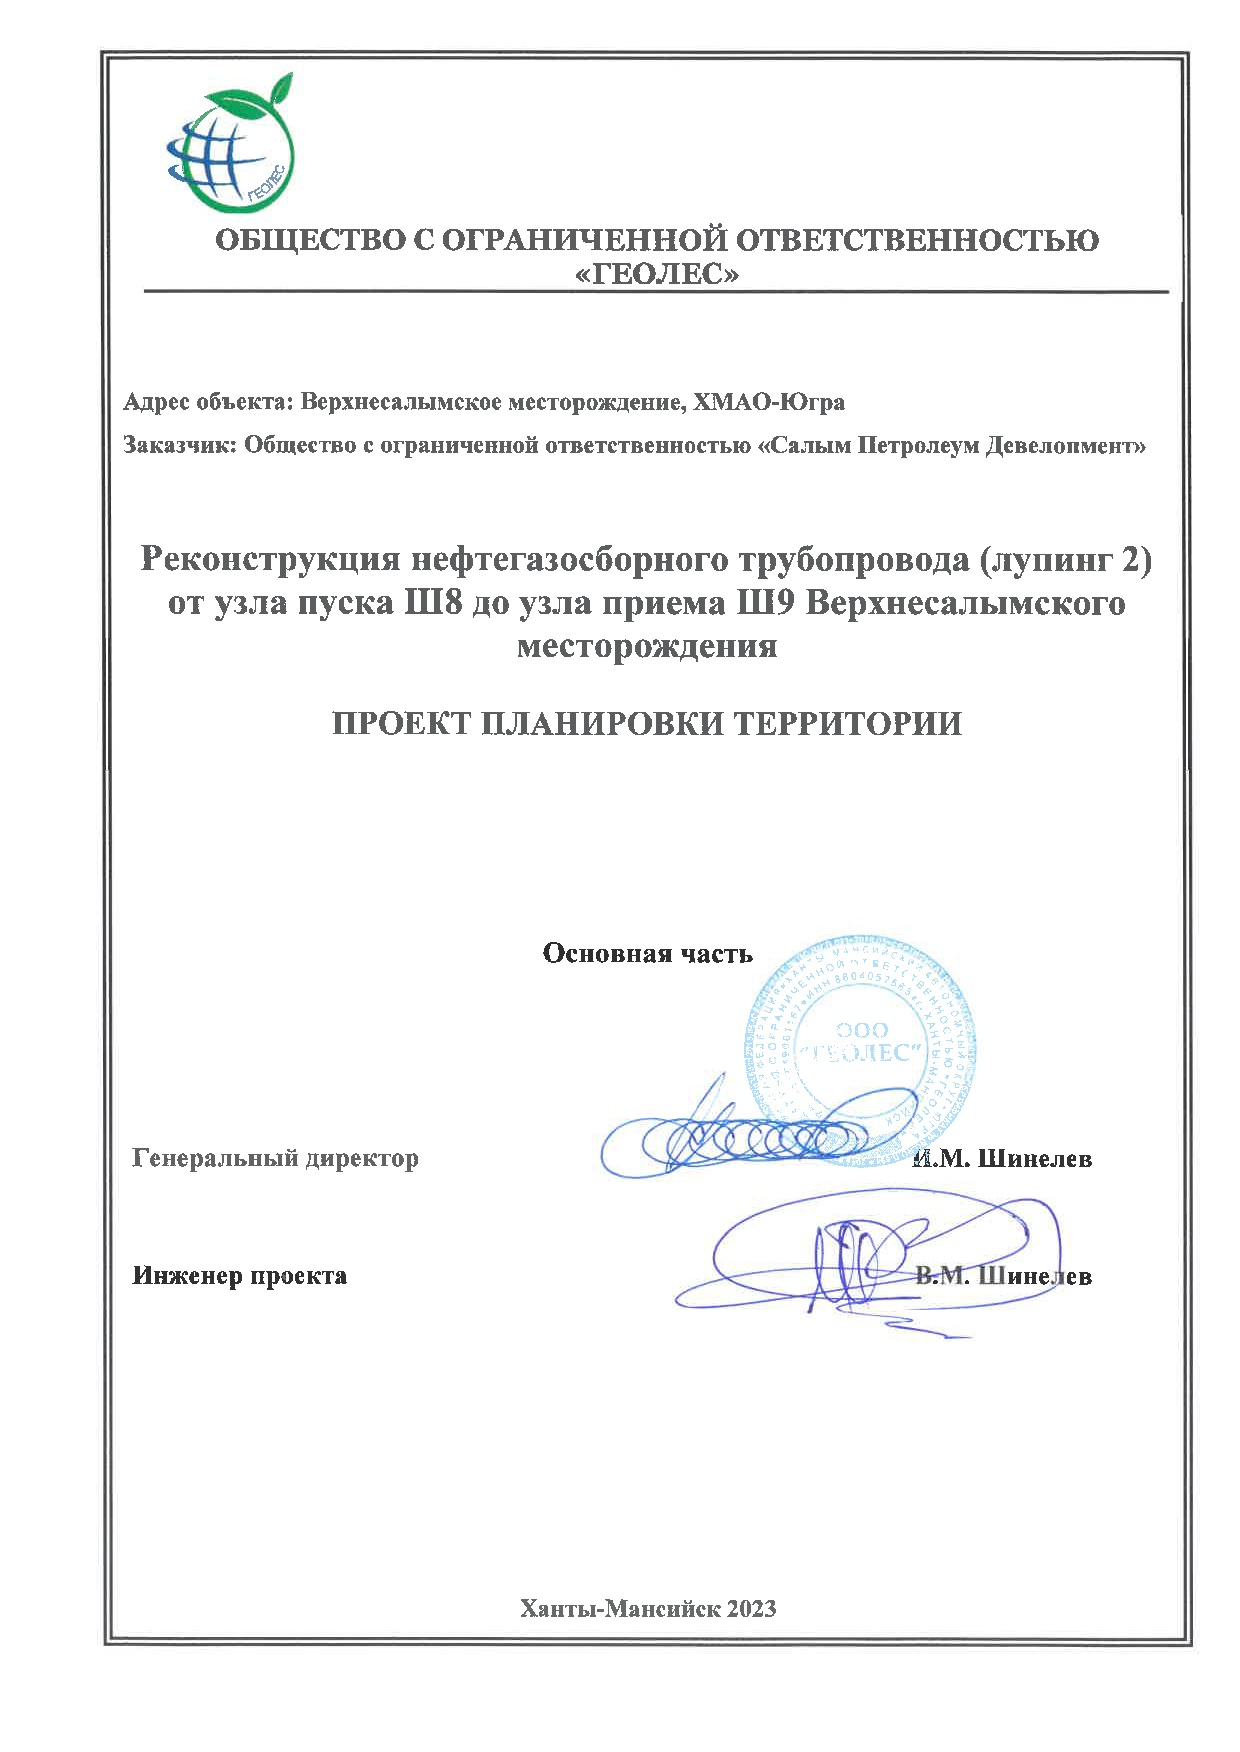 ГЕОЛЕС
ОБЩЕСТВО С ОГРАНИЧЕННОЙ ОТВЕТСТВЕННОСТЬЮ
«ГЕОЛЕС»
Адрес объекта: Верхнесалымское месторождение, ХМАО-Югра
Заказчик: Общество с ограниченной ответственностью «Салым Петролеум Девелопмент»
Реконструкция нефтегазосборного трубопровода (лупинг 2)
от узла пуска Ш8 до узла приема Ш9 Верхнесалымского
месторождения
ПРОЕКТ ПЛАНИРОВКИ ТЕРРИТОРИИ
Основная часть
ООО
"ГЕОЛЕС"
Генеральный директор И.М. Шинелев
Инженер проекта В.М. Шинелев
Ханты-Мансийск 2023